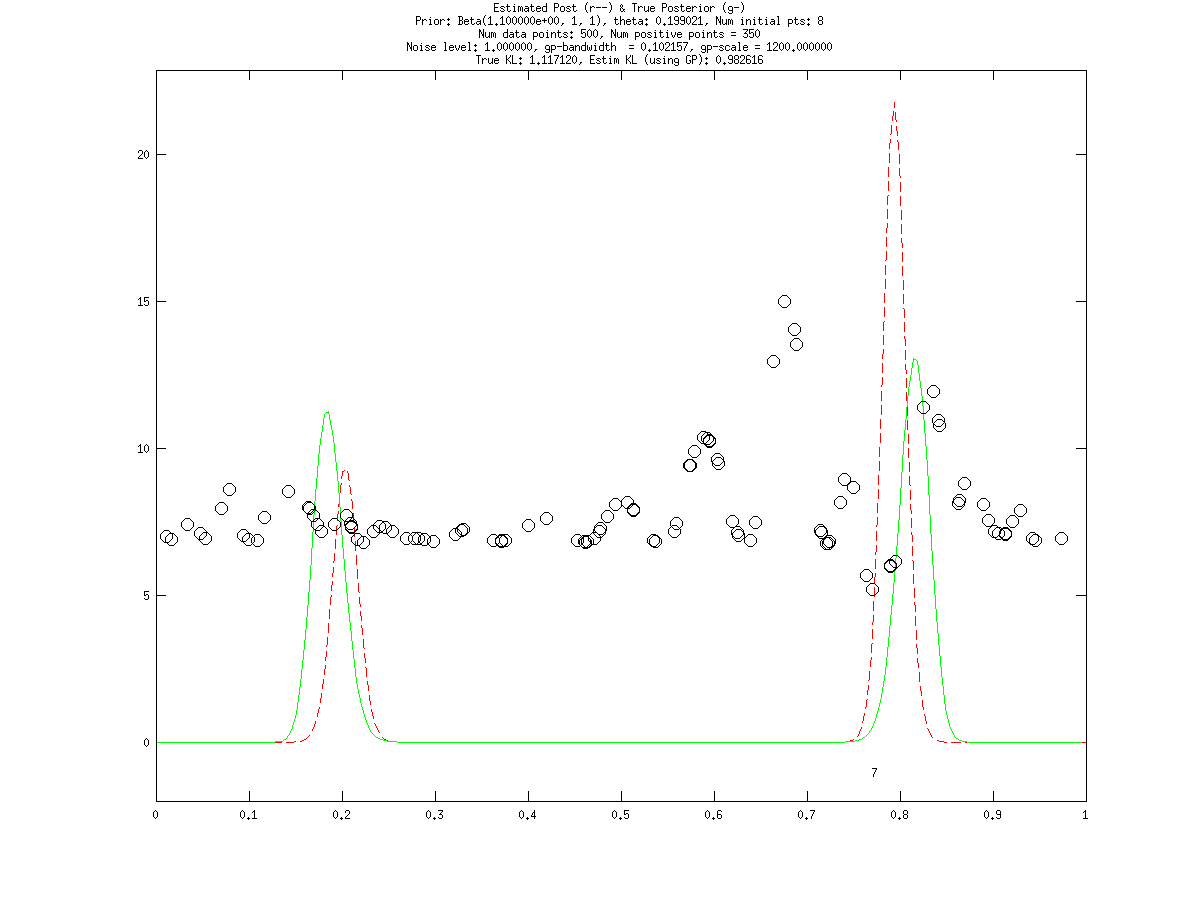 Estimated Post (r--) & True Posterior (g-)
Prior: Beta(1.100000e+00, 1, 1), theta: 0.199021, Num initial pts: 8
Num data points: 500, Num positive points = 350
Noise level: 1.000000, gp-bandwidth  = 0.102157, gp-scale = 1200.000000
True KL: 1.117120, Estim KL (using GP): 0.982616
20
15
10
5
0
7
0 0.1 0.2 0.3 0.4 0.5 0.6 0.7 0.8 0.9 1